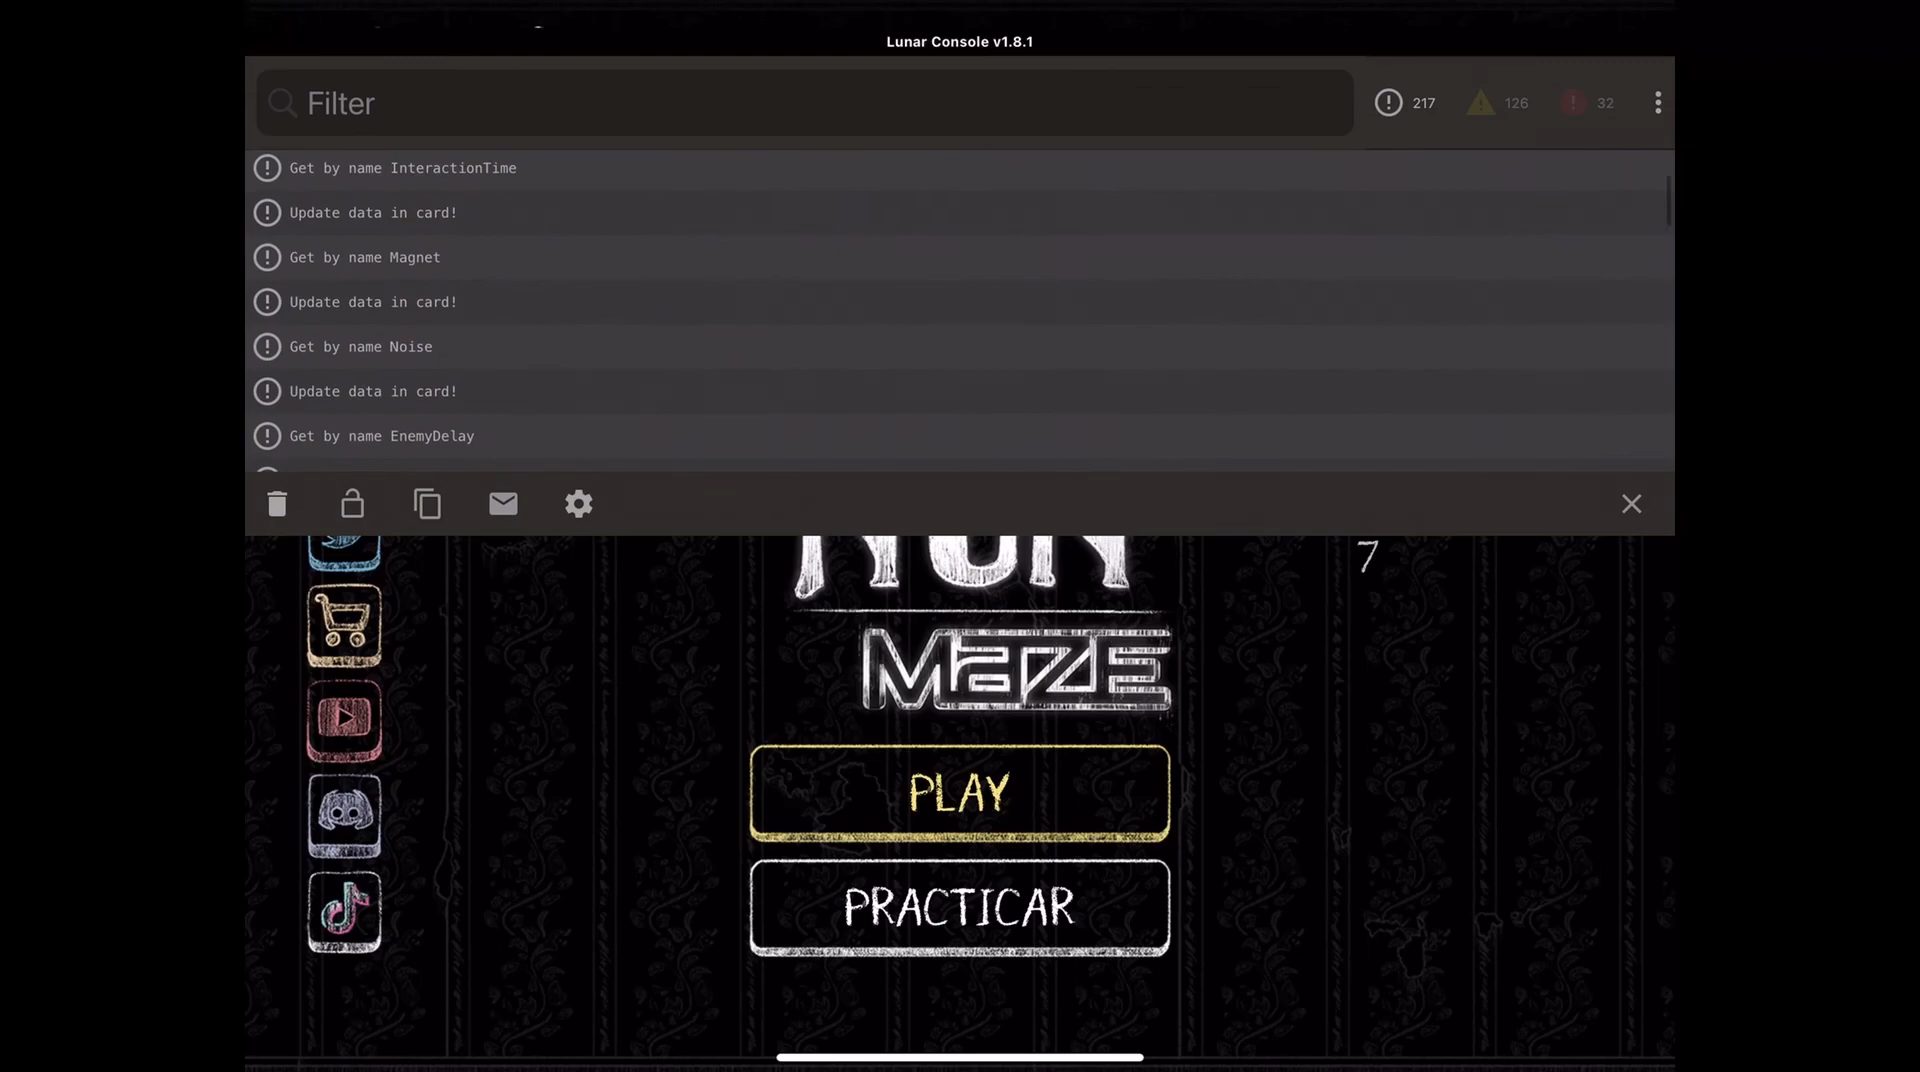 Lunar Console v1.8.1
Filter
217
126
32
Get by name InteractionTime
Update data in card!
Get by name Magnet
Update data in card!
Get by name Noise
Update data in card!
Get by name EnemyDelay
NUN
7
MAZE
PLAY
PRACTICAR